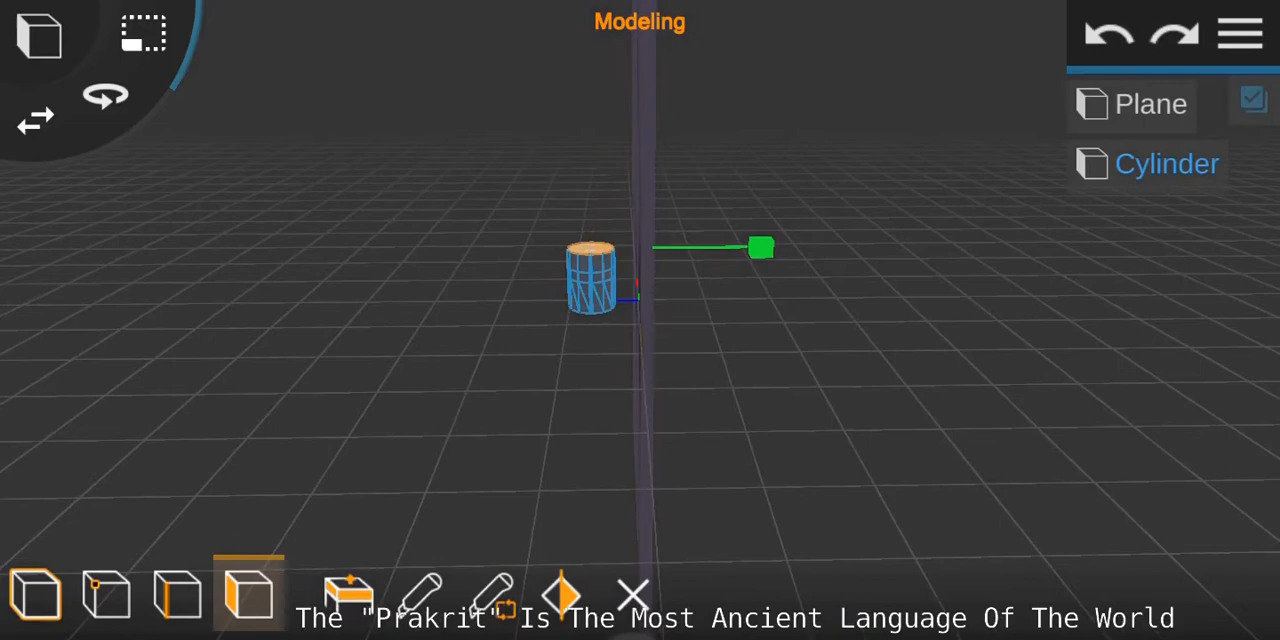 Modeling
Plane
Cylinder
The "Prakrit" Is The Most Ancient Language Of The World